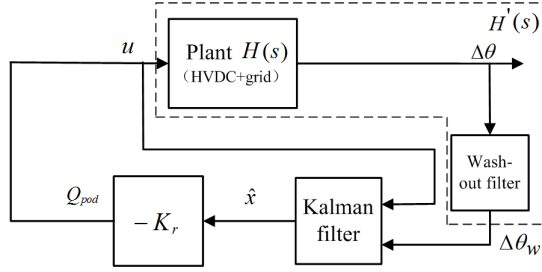 H'(s)
u
Plant H(s)
(HVDC+grid)
Δθ
Wash-
out filter
Q_pod
x̂
−K_r
Kalman
filter
Δθ_w